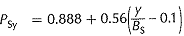 P_Sy = 0.888 + 0.56(y/B_S − 0.1)